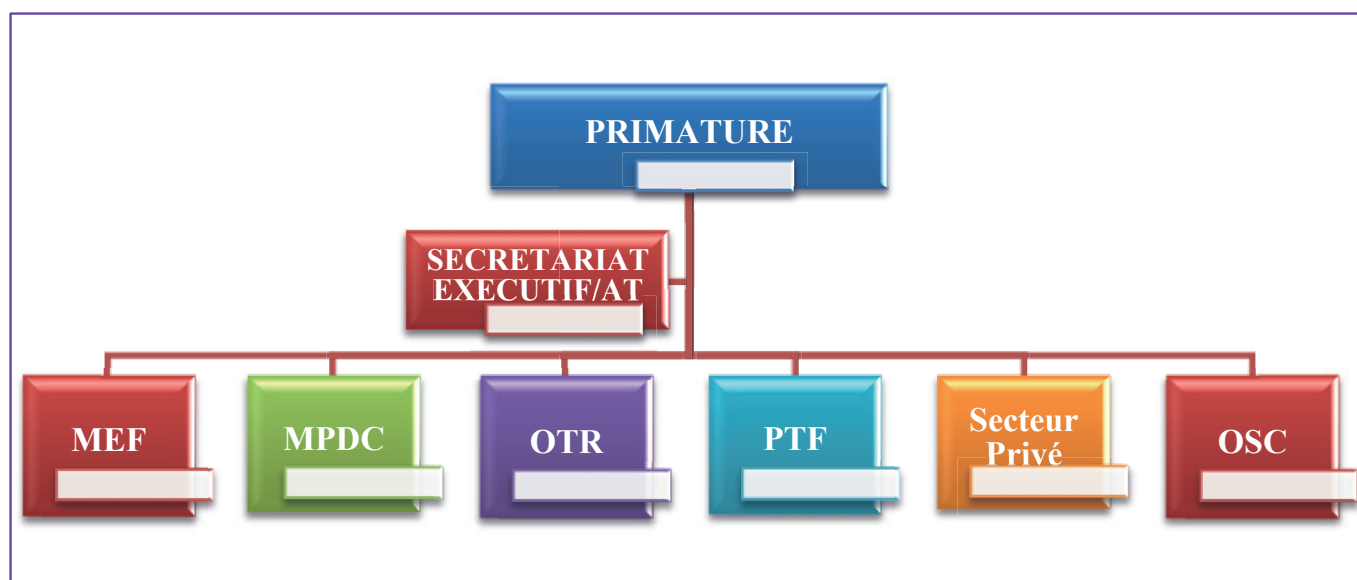 PRIMATURE
SECRETARIAT
EXECUTIF/AT
MEF
MPDC
OTR
PTF
Secteur
Privé
OSC